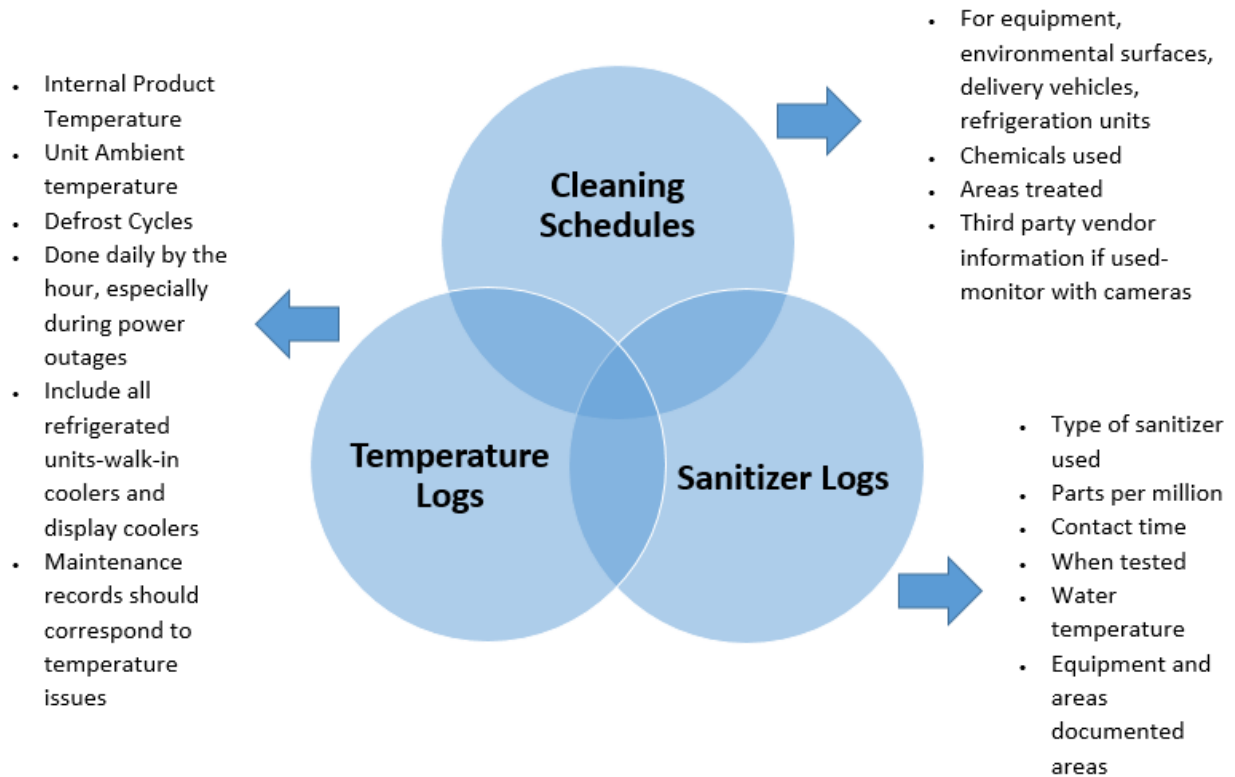 • For equipment,
environmental surfaces,
delivery vehicles,
refrigeration units
• Chemicals used
• Areas treated
• Third party vendor
information if used-
monitor with cameras
• Internal Product
Temperature
• Unit Ambient
temperature
• Defrost Cycles
• Done daily by the
hour, especially
during power
outages
• Include all
refrigerated
units-walk-in
coolers and
display coolers
• Maintenance
records should
correspond to
temperature
issues
Cleaning
Schedules
Temperature
Logs
Sanitizer Logs
• Type of sanitizer
used
• Parts per million
• Contact time
• When tested
• Water
temperature
• Equipment and
areas
documented
areas